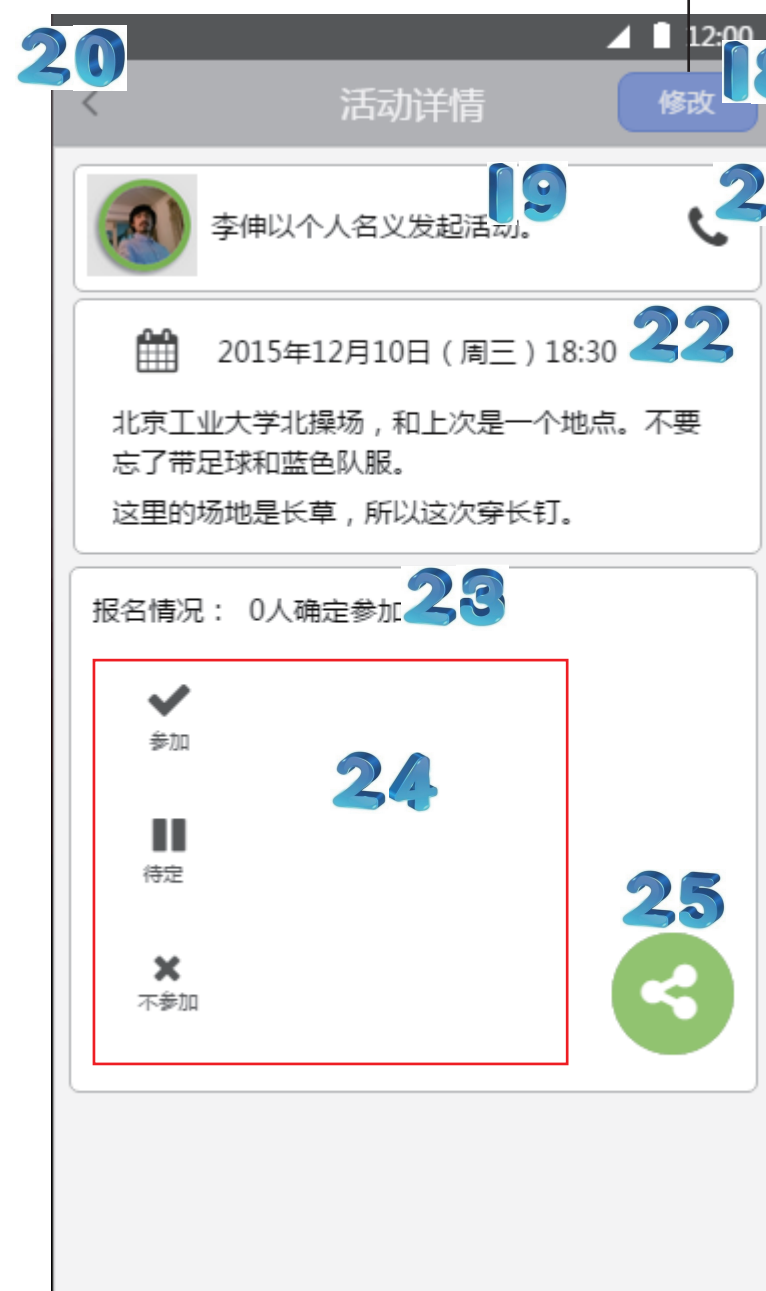 20
12:00
18
活动详情
修改
19
2
李伸以个人名义发起活动。
22
2015年12月10日（周三）18:30
北京工业大学北操场，和上次是一个地点。不要
忘了带足球和蓝色队服。
这里的场地是长草，所以这次穿长钉。
23
报名情况： 0人确定参加
参加
24
待定
25
不参加